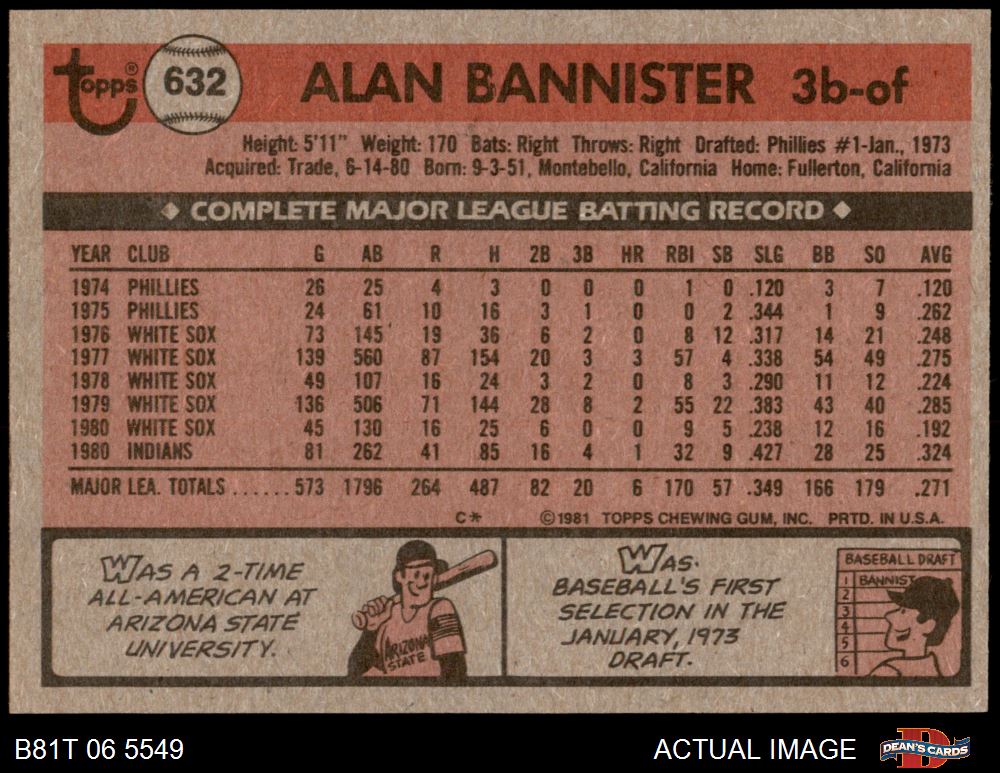 Topps® 632 ALAN BANNISTER 3b-of
Height: 5'11" Weight: 170 Bats: Right Throws: Right Drafted: Phillies #1-Jan., 1973
Acquired: Trade, 6-14-80 Born: 9-3-51, Montebello, California Home: Fullerton, California
◆ COMPLETE MAJOR LEAGUE BATTING RECORD ◆
YEAR CLUB G AB R H 2B 3B HR RBI SB SLG BB SO AVG
1974 PHILLIES 26 25 4 3 0 0 0 1 0 .120 3 7 .120
1975 PHILLIES 24 61 10 16 3 1 0 0 2 .344 1 9 .262
1976 WHITE SOX 73 145 19 36 6 2 0 8 12 .317 14 21 .248
1977 WHITE SOX 139 560 87 154 20 3 3 57 4 .338 54 49 .275
1978 WHITE SOX 49 107 16 24 3 2 0 8 3 .290 11 12 .224
1979 WHITE SOX 136 506 71 144 28 8 2 55 22 .383 43 40 .285
1980 WHITE SOX 45 130 16 25 6 0 0 9 5 .238 12 16 .192
1980 INDIANS 81 262 41 85 16 4 1 32 9 .427 28 25 .324
MAJOR LEA. TOTALS ...... 573 1796 264 487 82 20 6 170 57 .349 166 179 .271
C* ©1981 TOPPS CHEWING GUM, INC. PRTD. IN U.S.A.
WAS A 2-TIME
ALL-AMERICAN AT
ARIZONA STATE
UNIVERSITY.
ARIZONA
STATE
WAS
BASEBALL'S FIRST
SELECTION IN THE
JANUARY, 1973
DRAFT.
BASEBALL DRAFT
1 BANNIST
2
3
4
5
6
B81T 06 5549 ACTUAL IMAGE DEAN'S CARDS